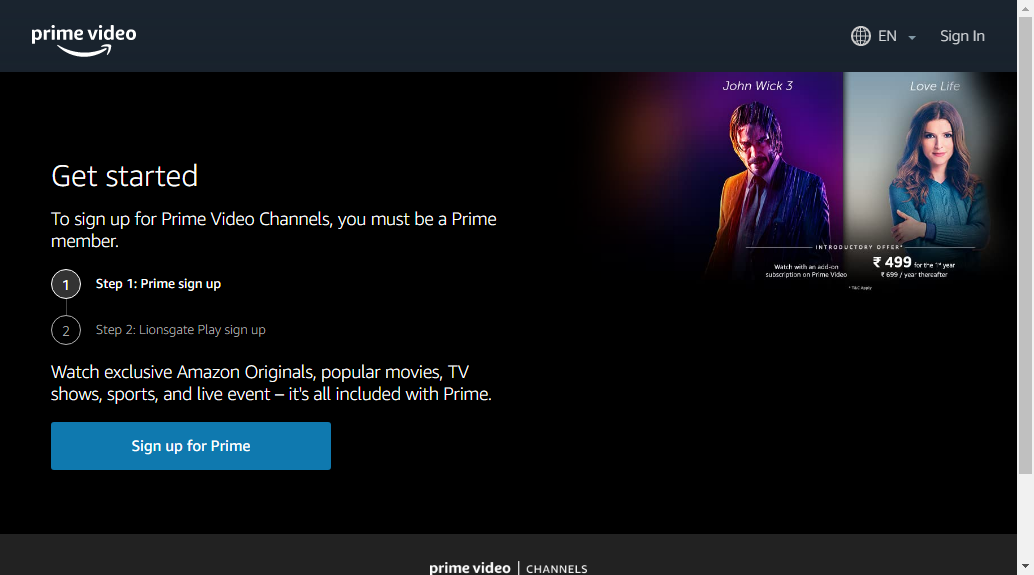 prime video
EN
Sign In
John Wick 3
Love Life
Get started
To sign up for Prime Video Channels, you must be a Prime
member.
1
Step 1: Prime sign up
2
Step 2: Lionsgate Play sign up
INTRODUCTORY OFFER*
Watch with an add-on
subscription on Prime Video
₹ 499 for the 1st year
₹ 699 / year thereafter
* T&C Apply
Watch exclusive Amazon Originals, popular movies, TV
shows, sports, and live event – it's all included with Prime.
Sign up for Prime
prime video | CHANNELS